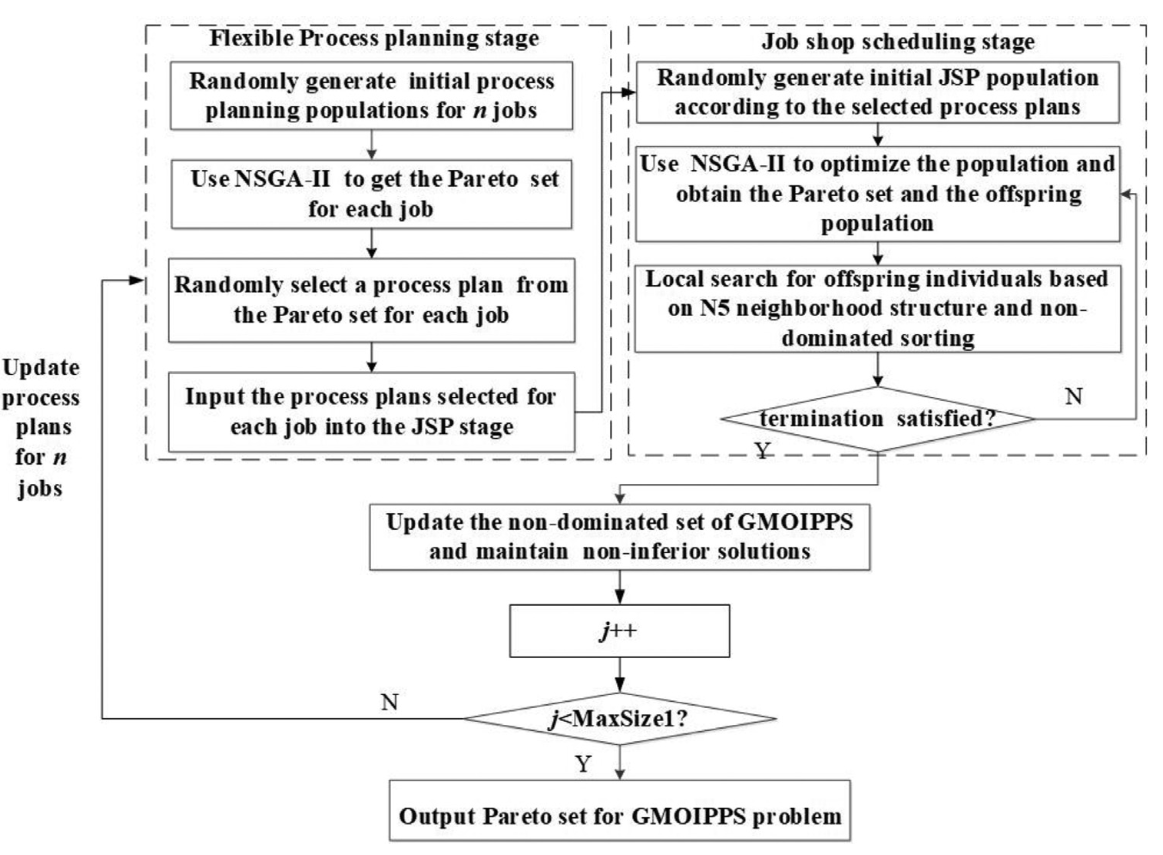 Flexible Process planning stage
Randomly generate initial process
planning populations for n jobs
Use NSGA-II to get the Pareto set
for each job
Randomly select a process plan from
the Pareto set for each job
Input the process plans selected for
each job into the JSP stage
Job shop scheduling stage
Randomly generate initial JSP population
according to the selected process plans
Use NSGA-II to optimize the population and
obtain the Pareto set and the offspring
population
Local search for offspring individuals based
on N5 neighborhood structure and non-
dominated sorting
termination satisfied?
N
Y
Update the non-dominated set of GMOIPPS
and maintain non-inferior solutions
j++
j<MaxSize1?
N
Update
process
plans
for n
jobs
Y
Output Pareto set for GMOIPPS problem